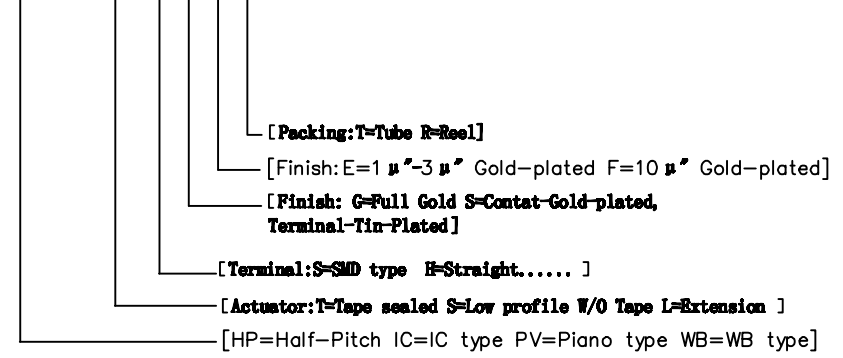 [Packing:T=Tube R=Reel]
[Finish:E=1 μ"-3 μ" Gold-plated F=10 μ" Gold-plated]
[Finish: G=Full Gold S=Contat-Gold-plated,
Terminal-Tin-Plated]
[Terminal:S=SMD type H=Straight...... ]
[Actuator:T=Tape sealed S=Low profile W/O Tape L=Extension ]
[HP=Half-Pitch IC=IC type PV=Piano type WB=WB type]